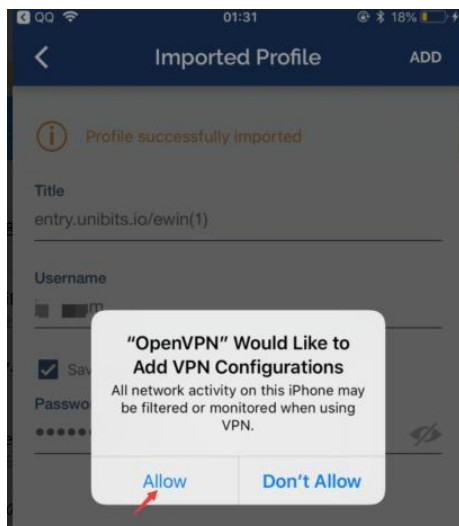 QQ 01:31 18%
Imported Profile ADD
Profile successfully imported
Title
entry.unibits.io/ewin(1)
Username
"OpenVPN" Would Like to
Add VPN Configurations
All network activity on this iPhone may
be filtered or monitored when using
VPN.
Allow Don't Allow